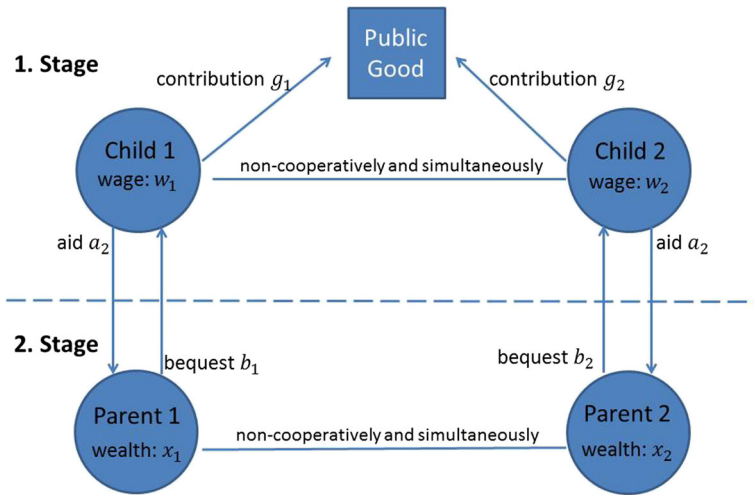 1. Stage
Public
Good
contribution g₁
contribution g₂
Child 1
wage: w₁
non-cooperatively and simultaneously
Child 2
wage: w₂
aid a₂
aid a₂
2. Stage
bequest b₁
bequest b₂
Parent 1
wealth: x₁
non-cooperatively and simultaneously
Parent 2
wealth: x₂